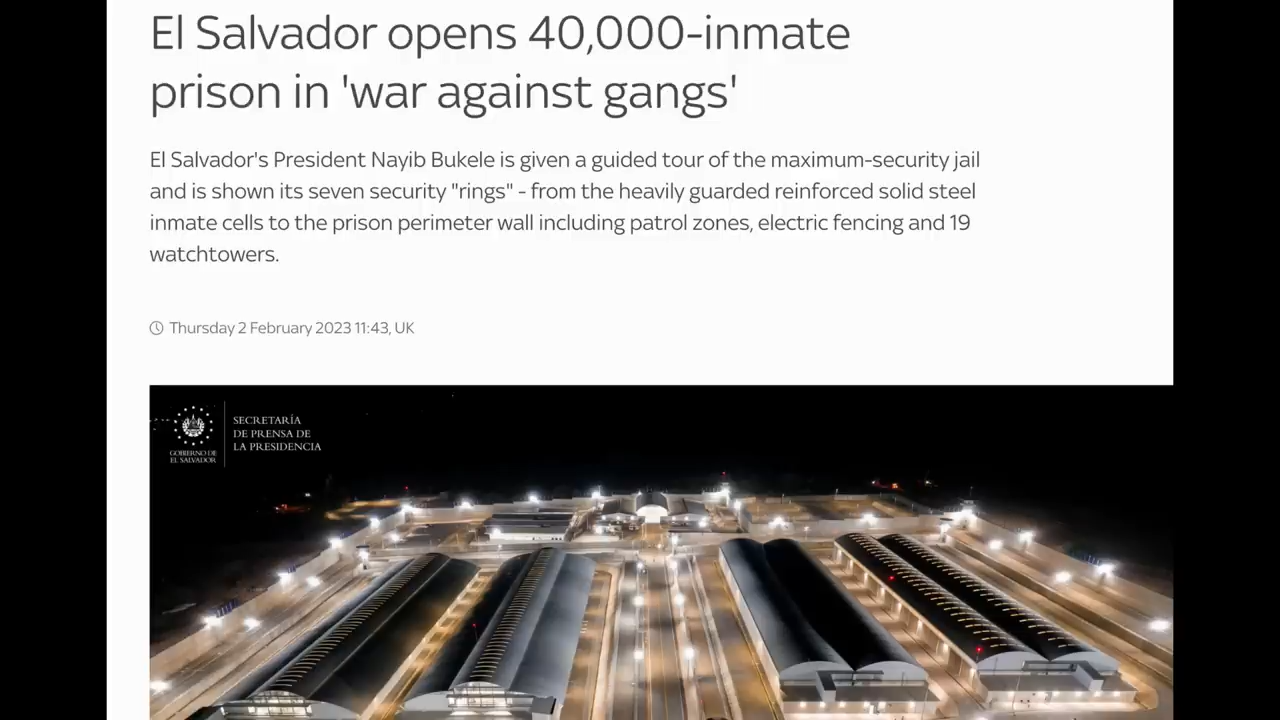 El Salvador opens 40,000-inmate
prison in 'war against gangs'
El Salvador's President Nayib Bukele is given a guided tour of the maximum-security jail
and is shown its seven security "rings" - from the heavily guarded reinforced solid steel
inmate cells to the prison perimeter wall including patrol zones, electric fencing and 19
watchtowers.
Thursday 2 February 2023 11:43, UK
SECRETARÍA
DE PRENSA DE
LA PRESIDENCIA
GOBIERNO DE
EL SALVADOR